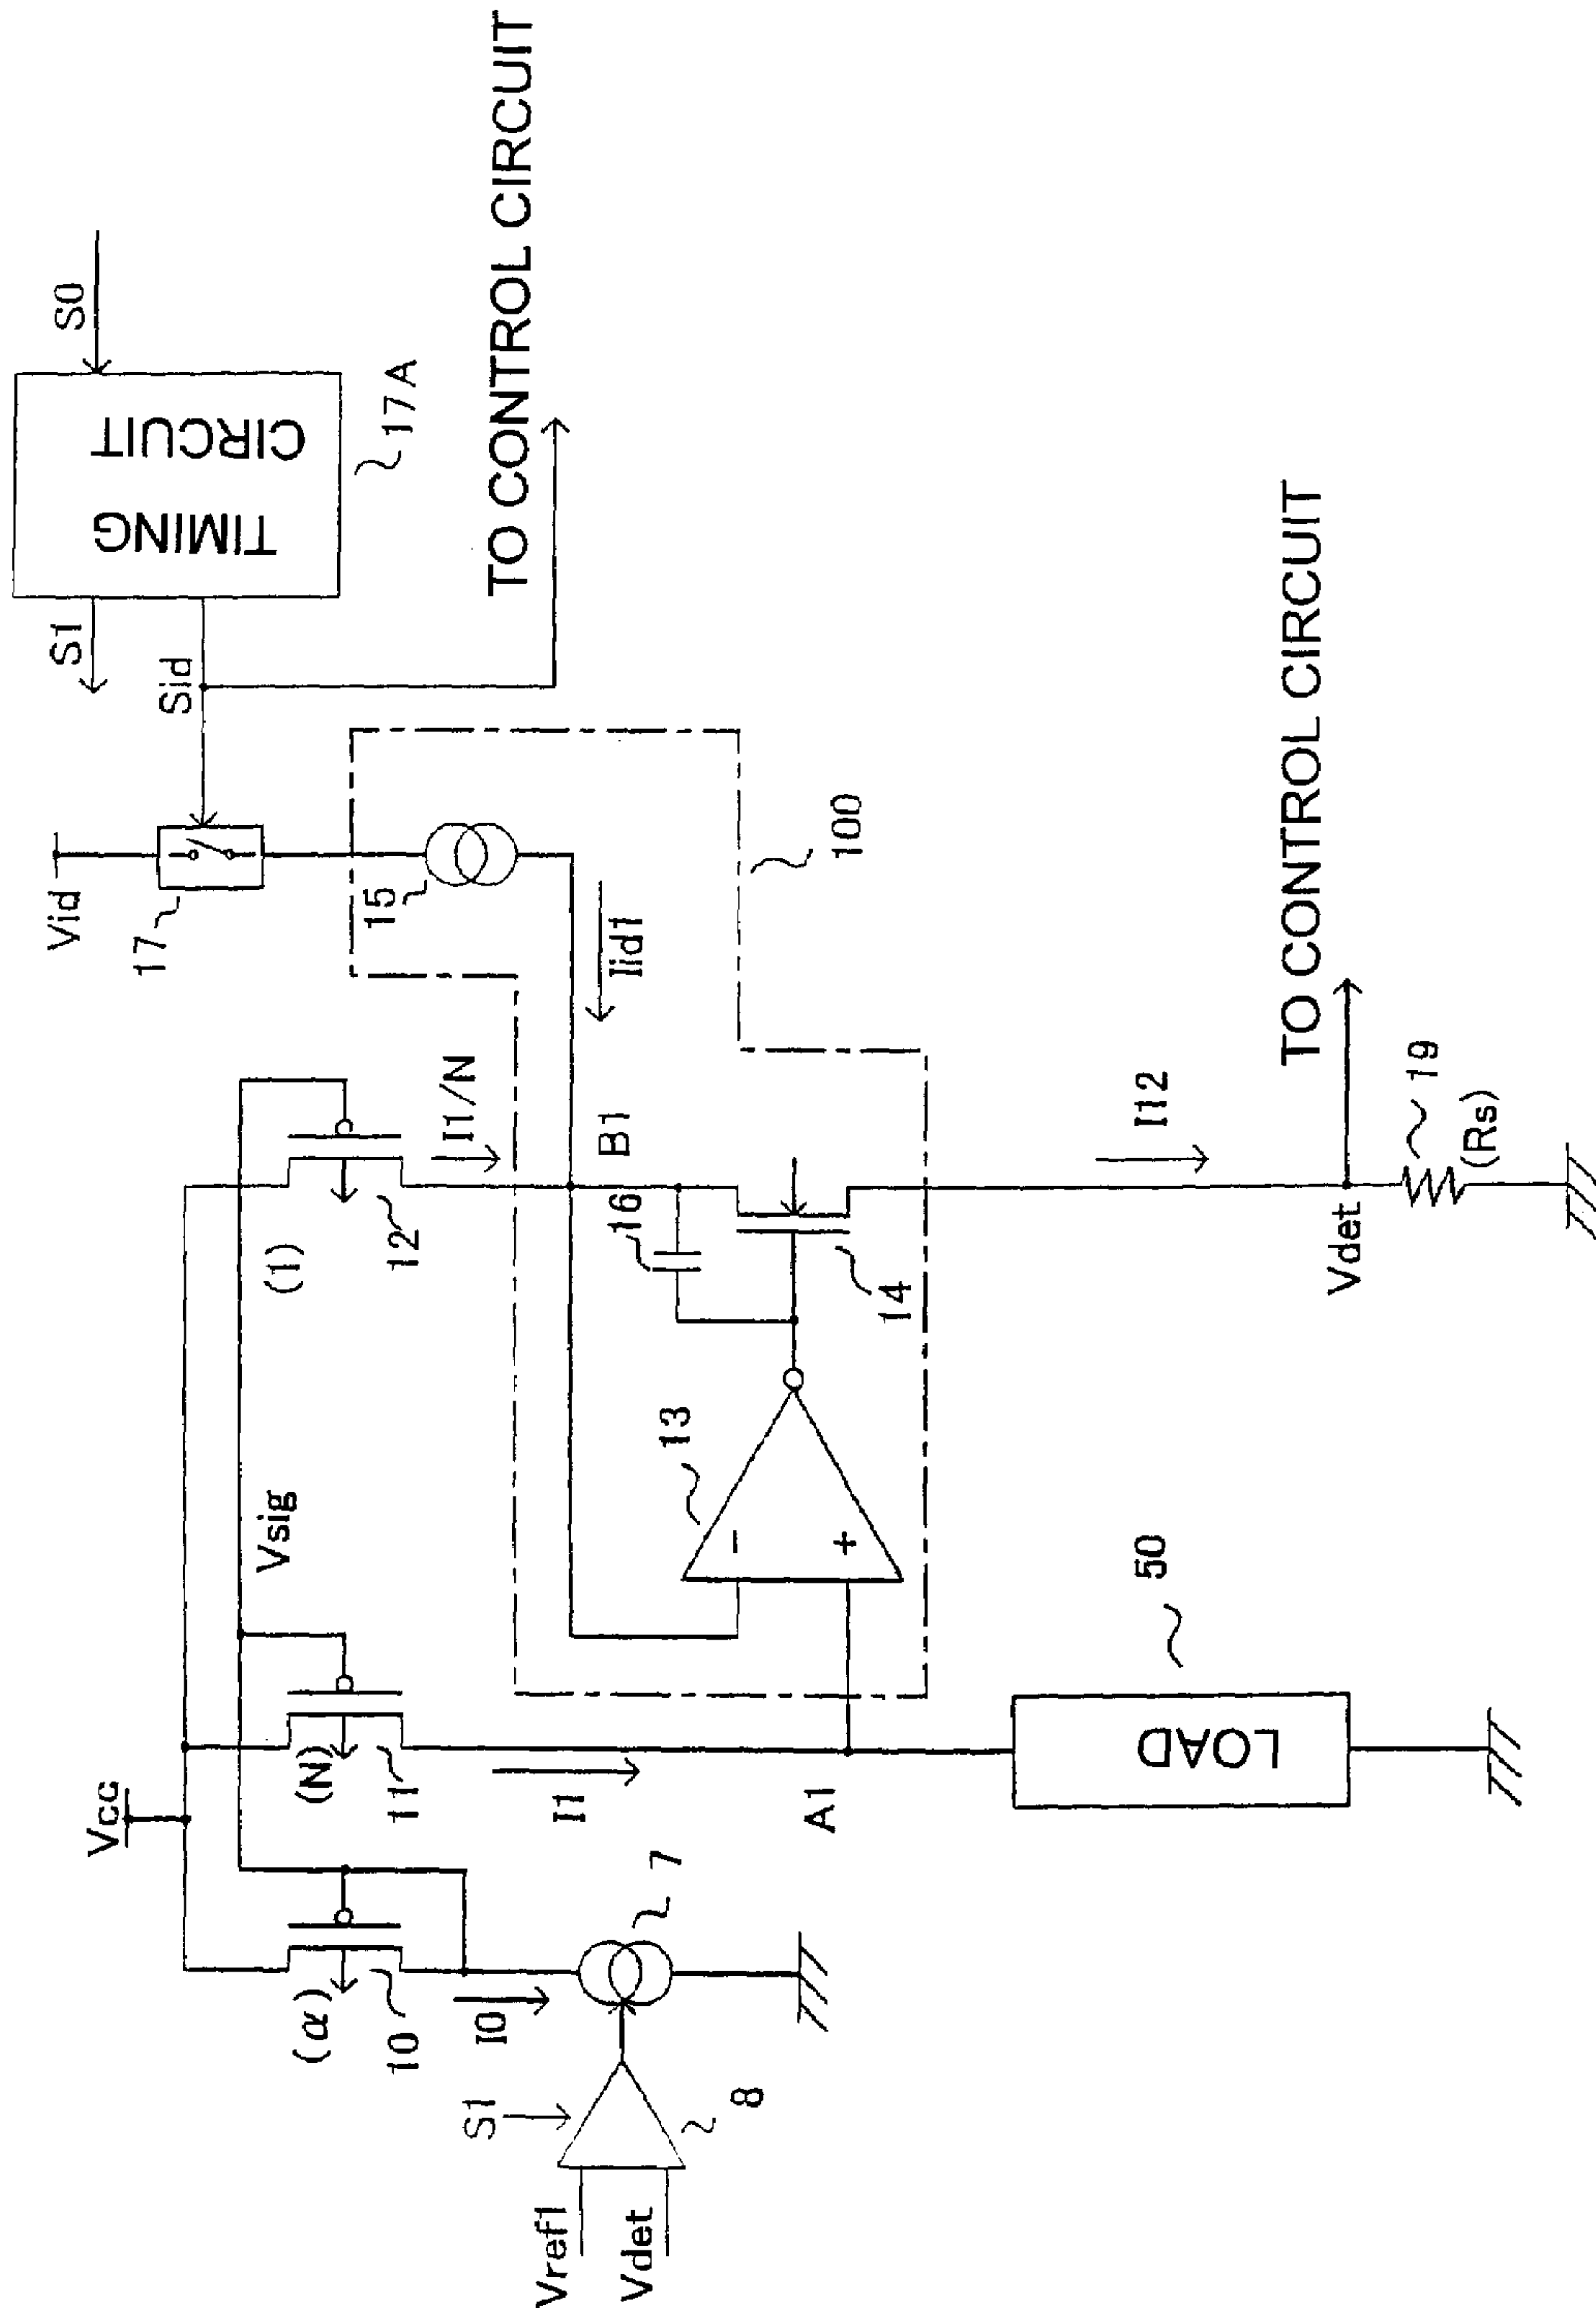 Vcc
Vsig
(α)
10
I0
(N)
11
I1
(1)
12
I1/N
Vid
17
Sid
S1
S0
TIMING
CIRCUIT
17A
TO CONTROL CIRCUIT
15
Iid1
100
B1
16
13
-
+
14
A1
S1
Vref1
Vdet
8
7
LOAD
50
I12
Vdet
TO CONTROL CIRCUIT
19
(Rs)